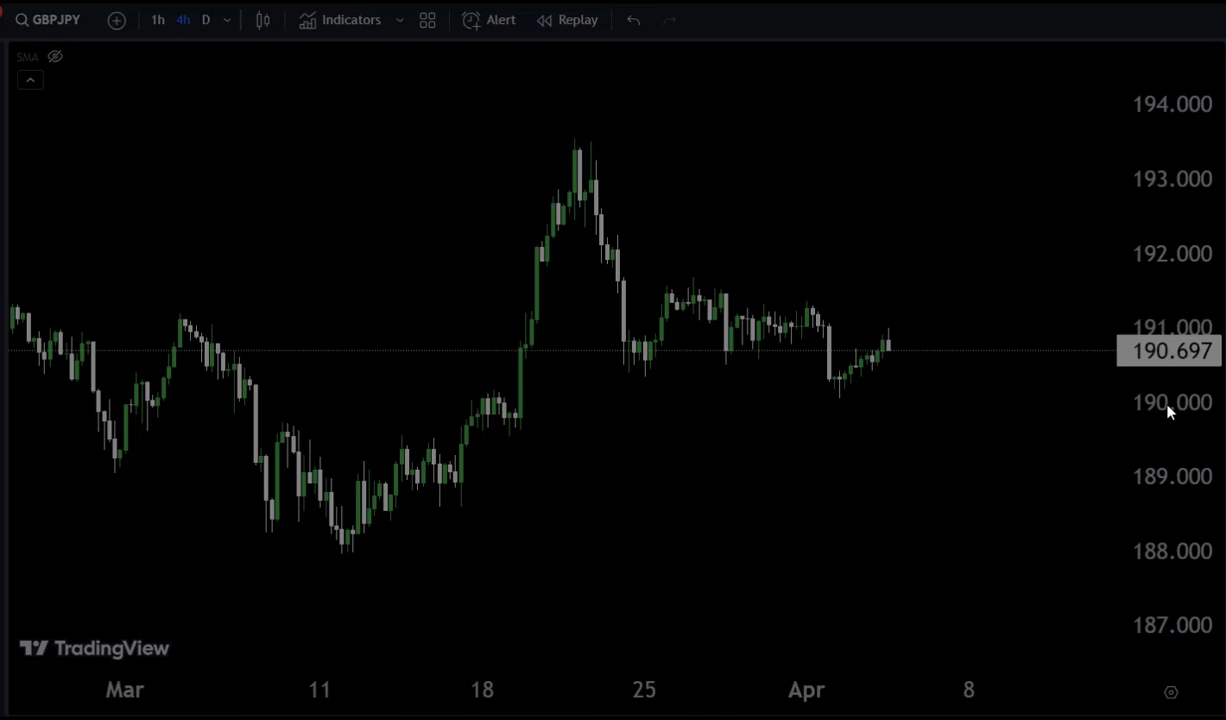 GBPJPY 1h 4h D Indicators Alert Replay
SMA
194.000
193.000
192.000
191.000
190.697
190.000
189.000
188.000
187.000
TradingView
Mar 11 18 25 Apr 8